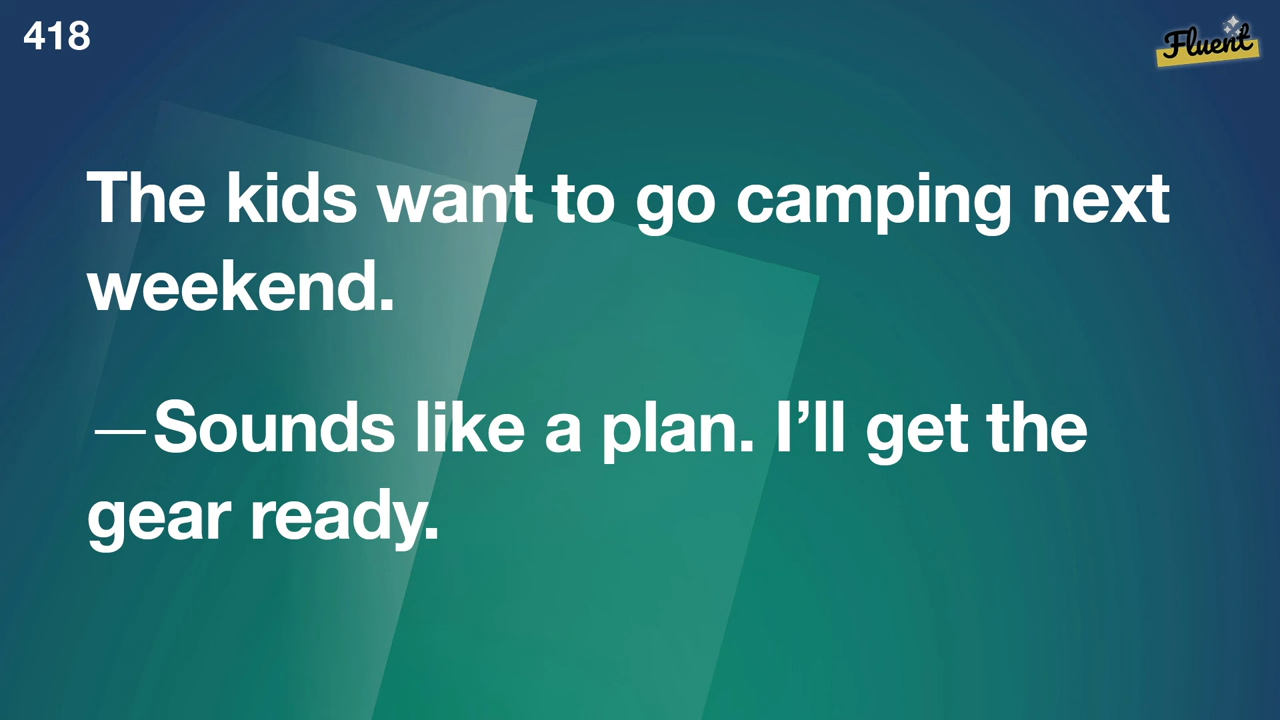 418
Fluent
The kids want to go camping next
weekend.
—Sounds like a plan. I’ll get the
gear ready.